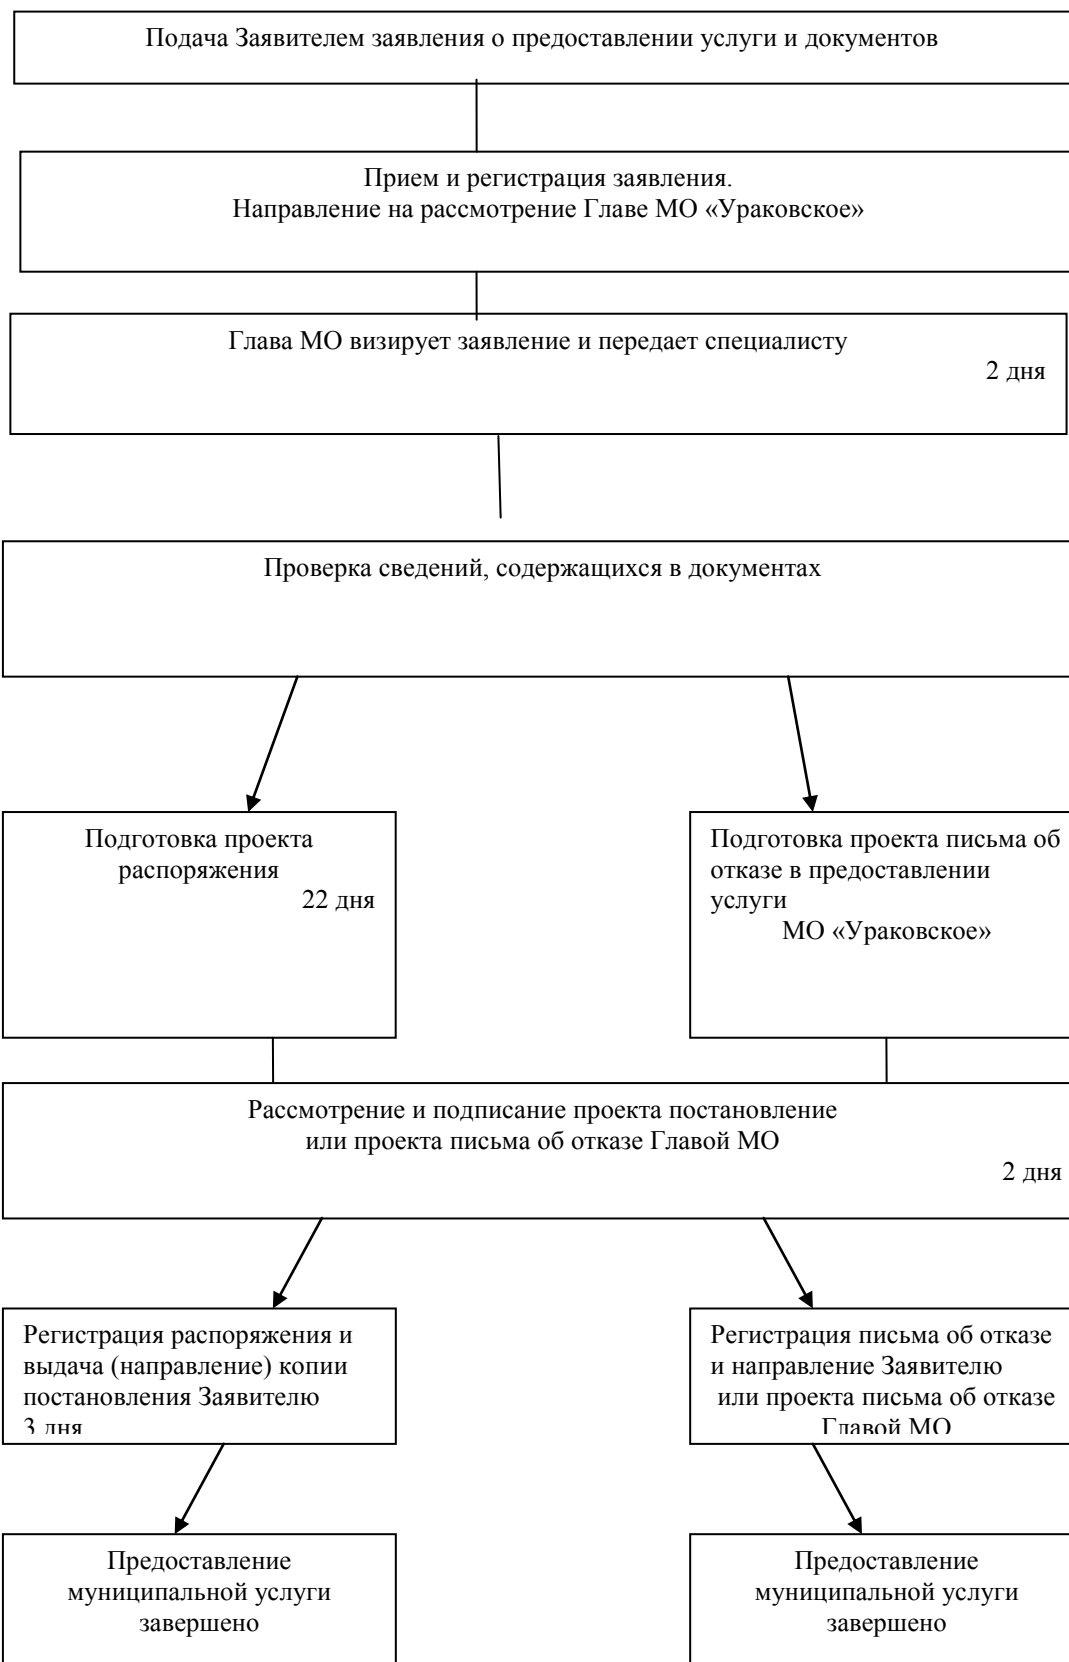 Подача Заявителем заявления о предоставлении услуги и документов
Прием и регистрация заявления.
Направление на рассмотрение Главе МО «Ураковское»
Глава МО визирует заявление и передает специалисту
2 дня
Проверка сведений, содержащихся в документах
Подготовка проекта
распоряжения
22 дня
Подготовка проекта письма об
отказе в предоставлении
услуги
МО «Ураковское»
Рассмотрение и подписание проекта постановление
или проекта письма об отказе Главой МО
2 дня
Регистрация распоряжения и
выдача (направление) копии
постановления Заявителю
3 дня
Регистрация письма об отказе
и направление Заявителю
или проекта письма об отказе
Главой МО
Предоставление
муниципальной услуги
завершено
Предоставление
муниципальной услуги
завершено